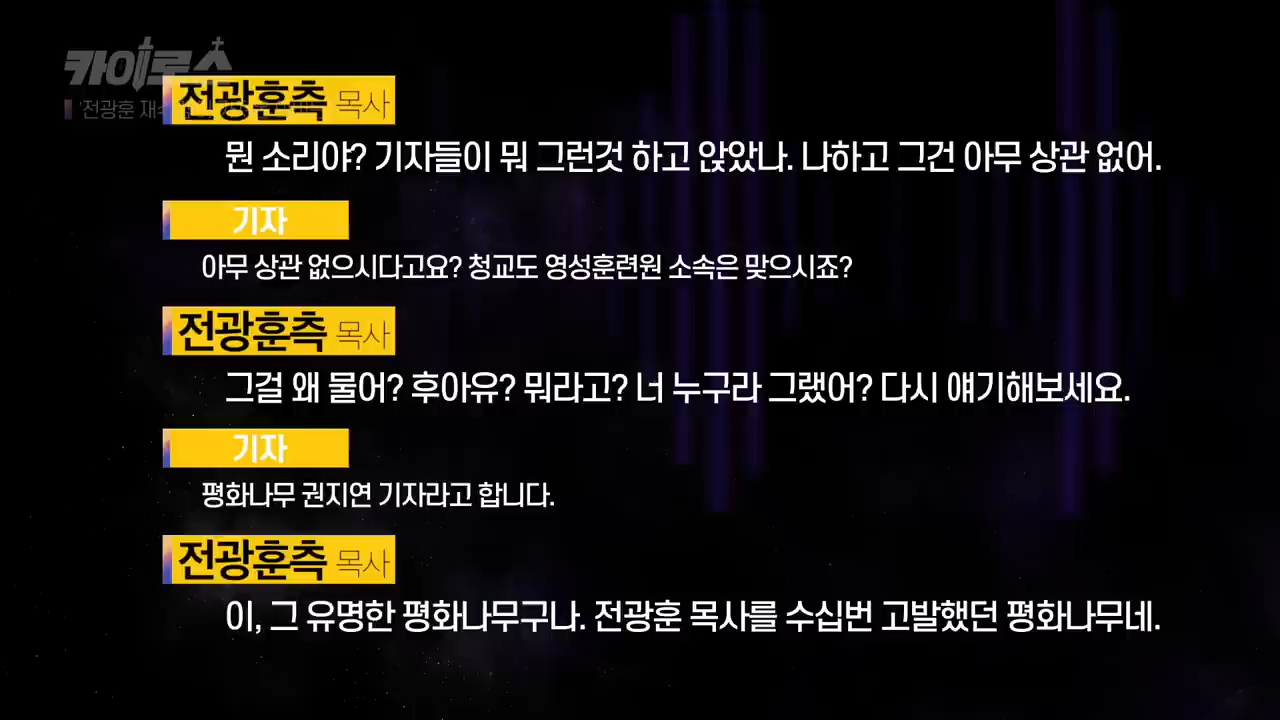 카이로스
'전광훈 재
전광훈측 목사
뭔 소리야? 기자들이 뭐 그런것 하고 앉았나. 나하고 그건 아무 상관 없어.
기자
아무 상관 없으시다고요? 청교도 영성훈련원 소속은 맞으시죠?
전광훈측 목사
그걸 왜 물어? 후아유? 뭐라고? 너 누구라 그랬어? 다시 얘기해보세요.
기자
평화나무 권지연 기자라고 합니다.
전광훈측 목사
이, 그 유명한 평화나무구나. 전광훈 목사를 수십번 고발했던 평화나무네.